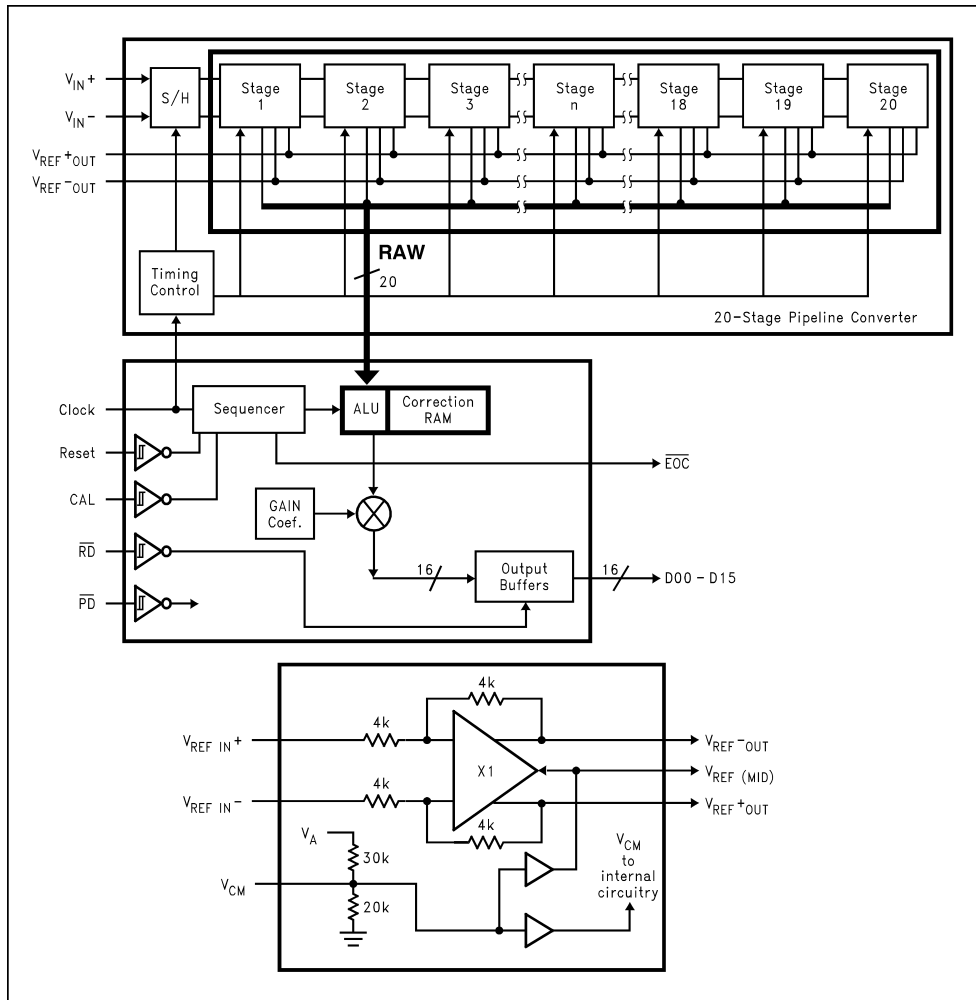 V_IN+
V_IN-
V_REF+OUT
V_REF-OUT
S/H
Stage 1
Stage 2
Stage 3
Stage n
Stage 18
Stage 19
Stage 20
RAW
20
Timing
Control
20-Stage Pipeline Converter
Clock
Reset
CAL
R̅D̅
P̅D̅
Sequencer
ALU
Correction
RAM
E̅O̅C̅
GAIN
Coef.
16
Output
Buffers
16
D00 - D15
4k
V_REF IN+
4k
V_REF-OUT
X1
V_REF (MID)
V_REF IN-
4k
V_REF+OUT
4k
V_A
30k
V_CM
20k
V_CM
to
internal
circuitry